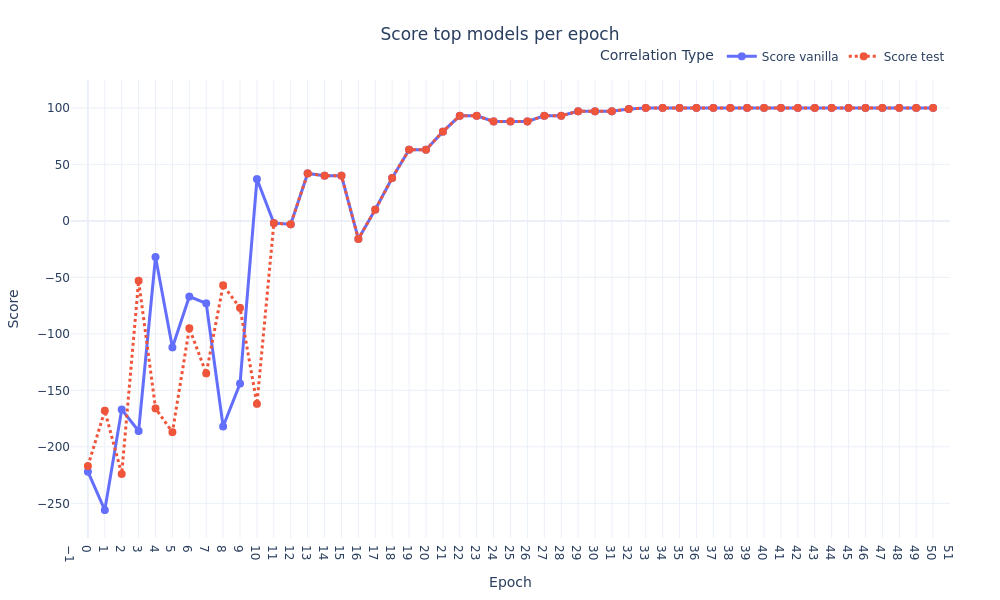 Score top models per epoch
Correlation Type Score vanilla Score test
100
50
0
−50
−100
−150
−200
−250
Score
−1 0 1 2 3 4 5 6 7 8 9 10 11 12 13 14 15 16 17 18 19 20 21 22 23 24 25 26 27 28 29 30 31 32 33 34 35 36 37 38 39 40 41 42 43 44 45 46 47 48 49 50 51
Epoch